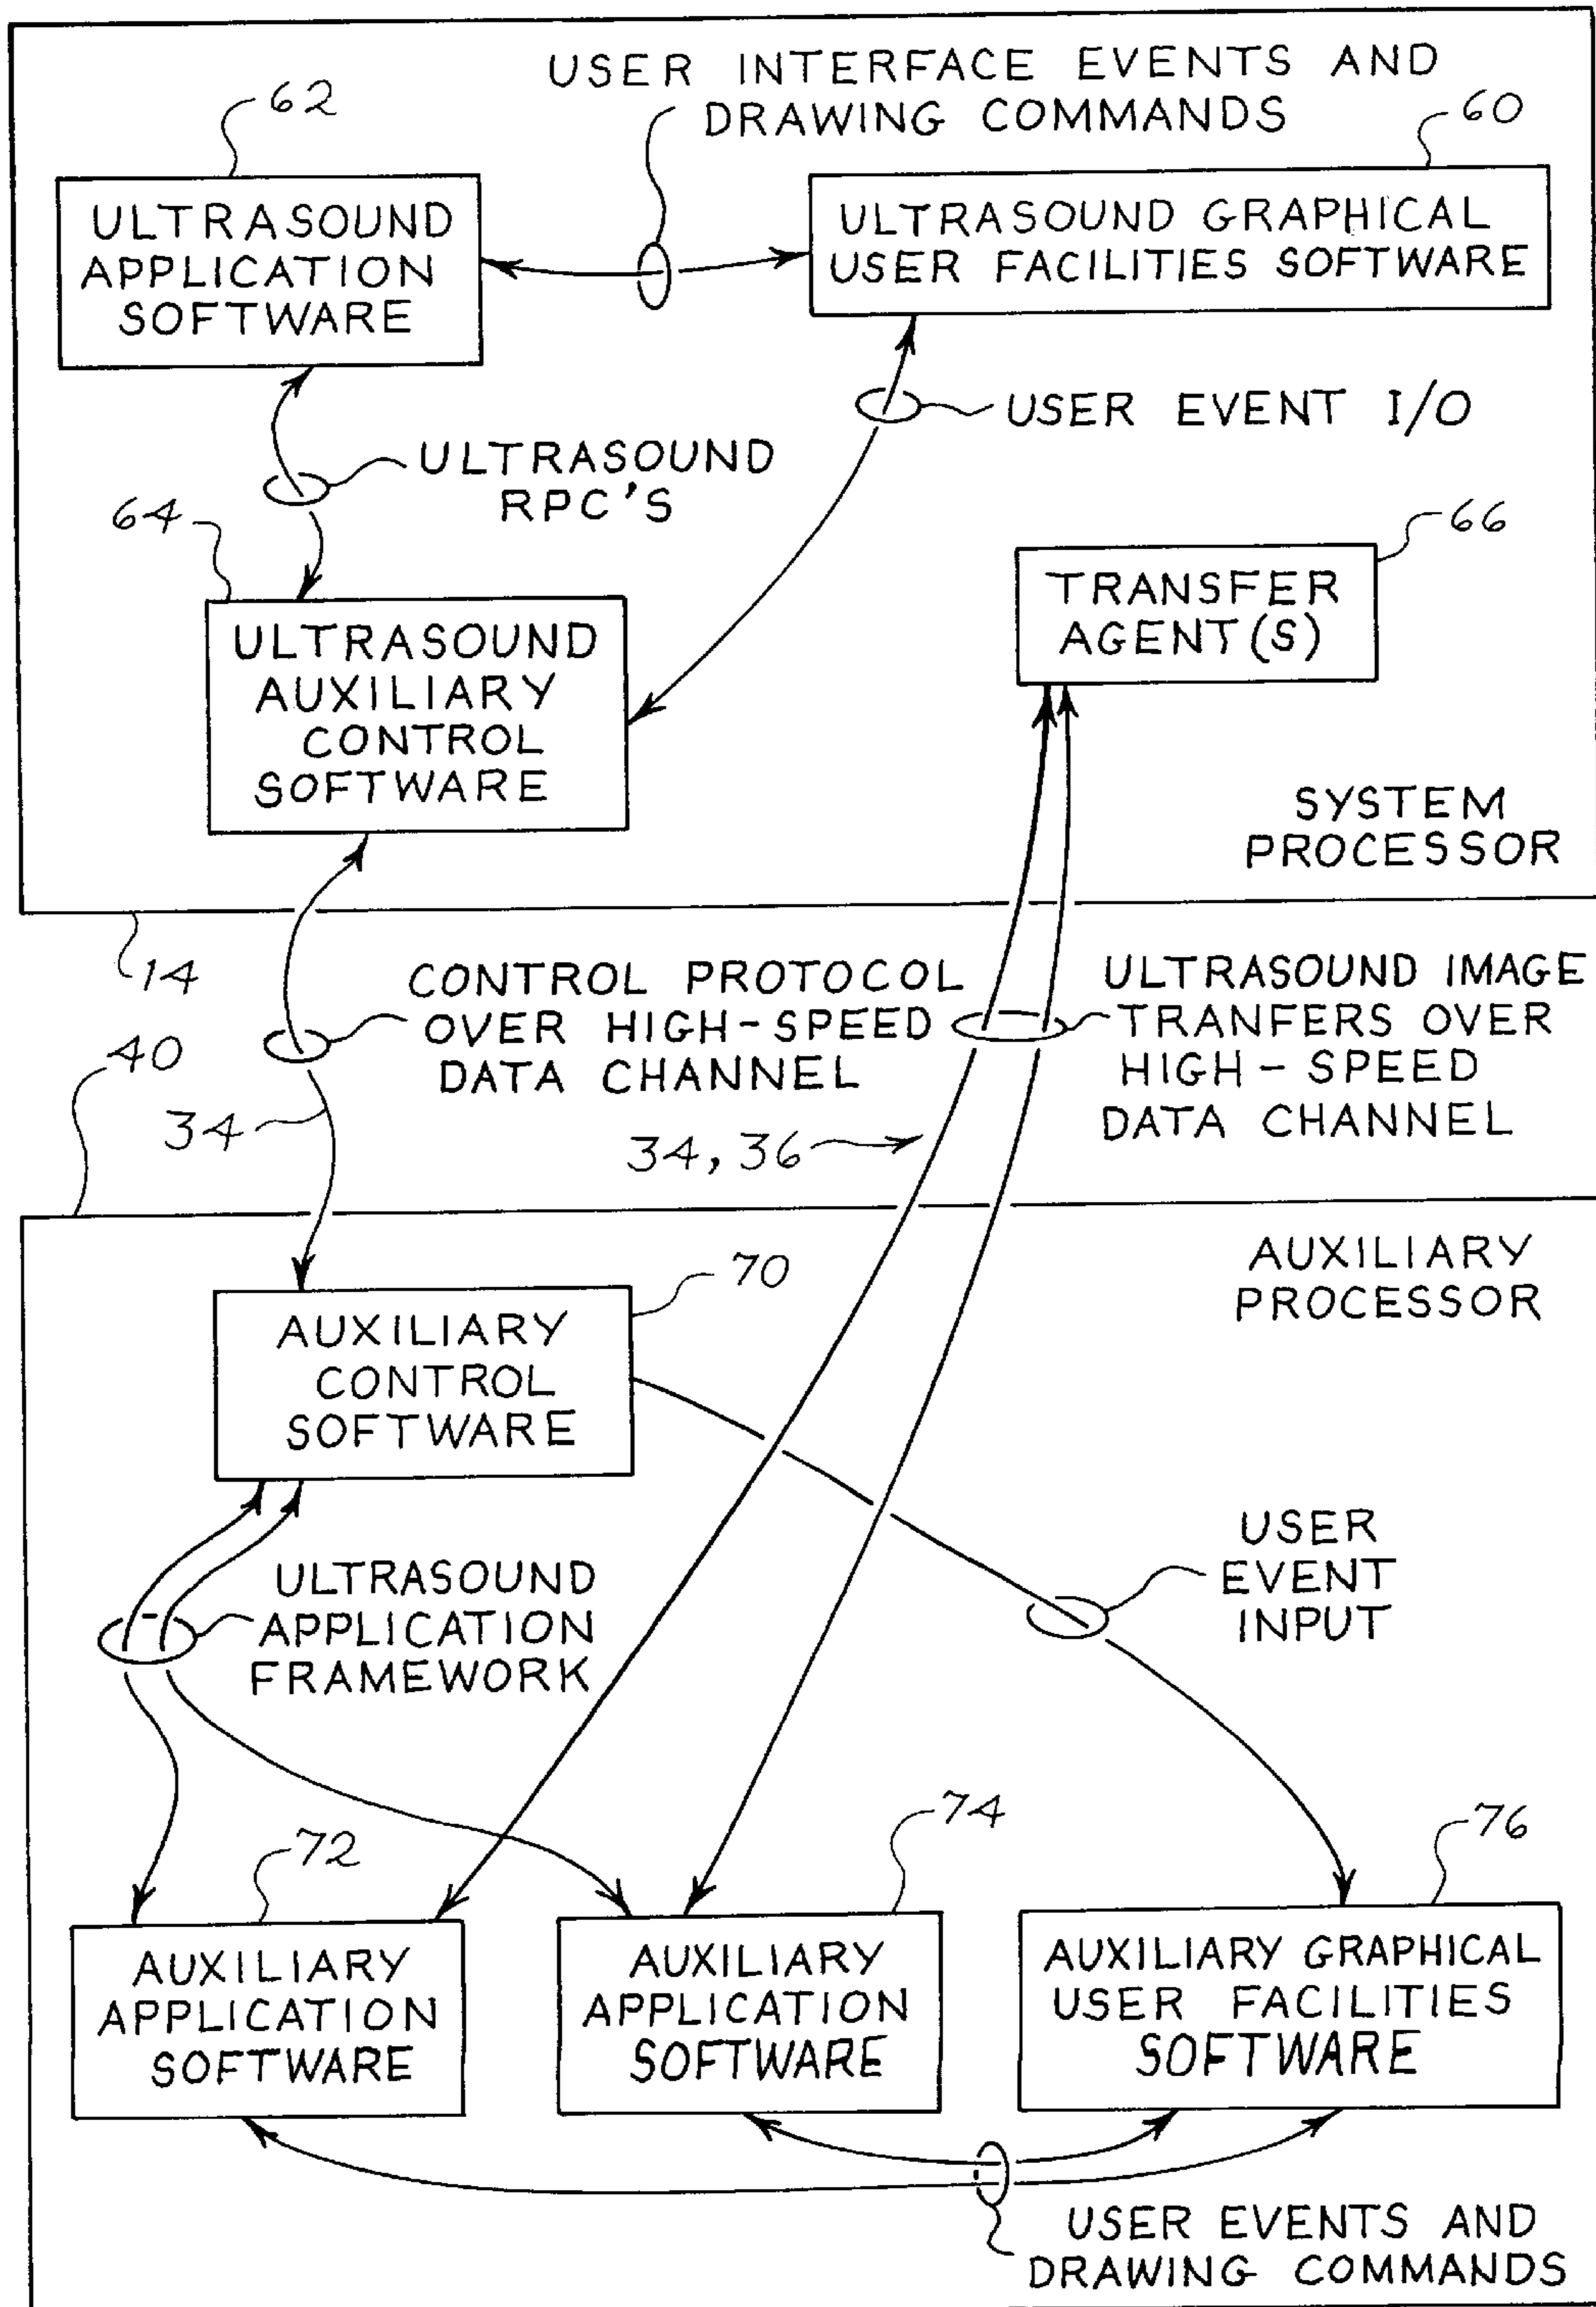 USER INTERFACE EVENTS AND
DRAWING COMMANDS
62
60
ULTRASOUND
APPLICATION
SOFTWARE
ULTRASOUND GRAPHICAL
USER FACILITIES SOFTWARE
USER EVENT I/O
ULTRASOUND
RPC'S
64
66
ULTRASOUND
AUXILIARY
CONTROL
SOFTWARE
TRANSFER
AGENT(S)
SYSTEM
PROCESSOR
14
CONTROL PROTOCOL
OVER HIGH-SPEED
DATA CHANNEL
ULTRASOUND IMAGE
TRANFERS OVER
HIGH-SPEED
DATA CHANNEL
40
34
34, 36
AUXILIARY
PROCESSOR
70
AUXILIARY
CONTROL
SOFTWARE
USER
EVENT
INPUT
ULTRASOUND
APPLICATION
FRAMEWORK
72
74
76
AUXILIARY
APPLICATION
SOFTWARE
AUXILIARY
APPLICATION
SOFTWARE
AUXILIARY GRAPHICAL
USER FACILITIES
SOFTWARE
USER EVENTS AND
DRAWING COMMANDS